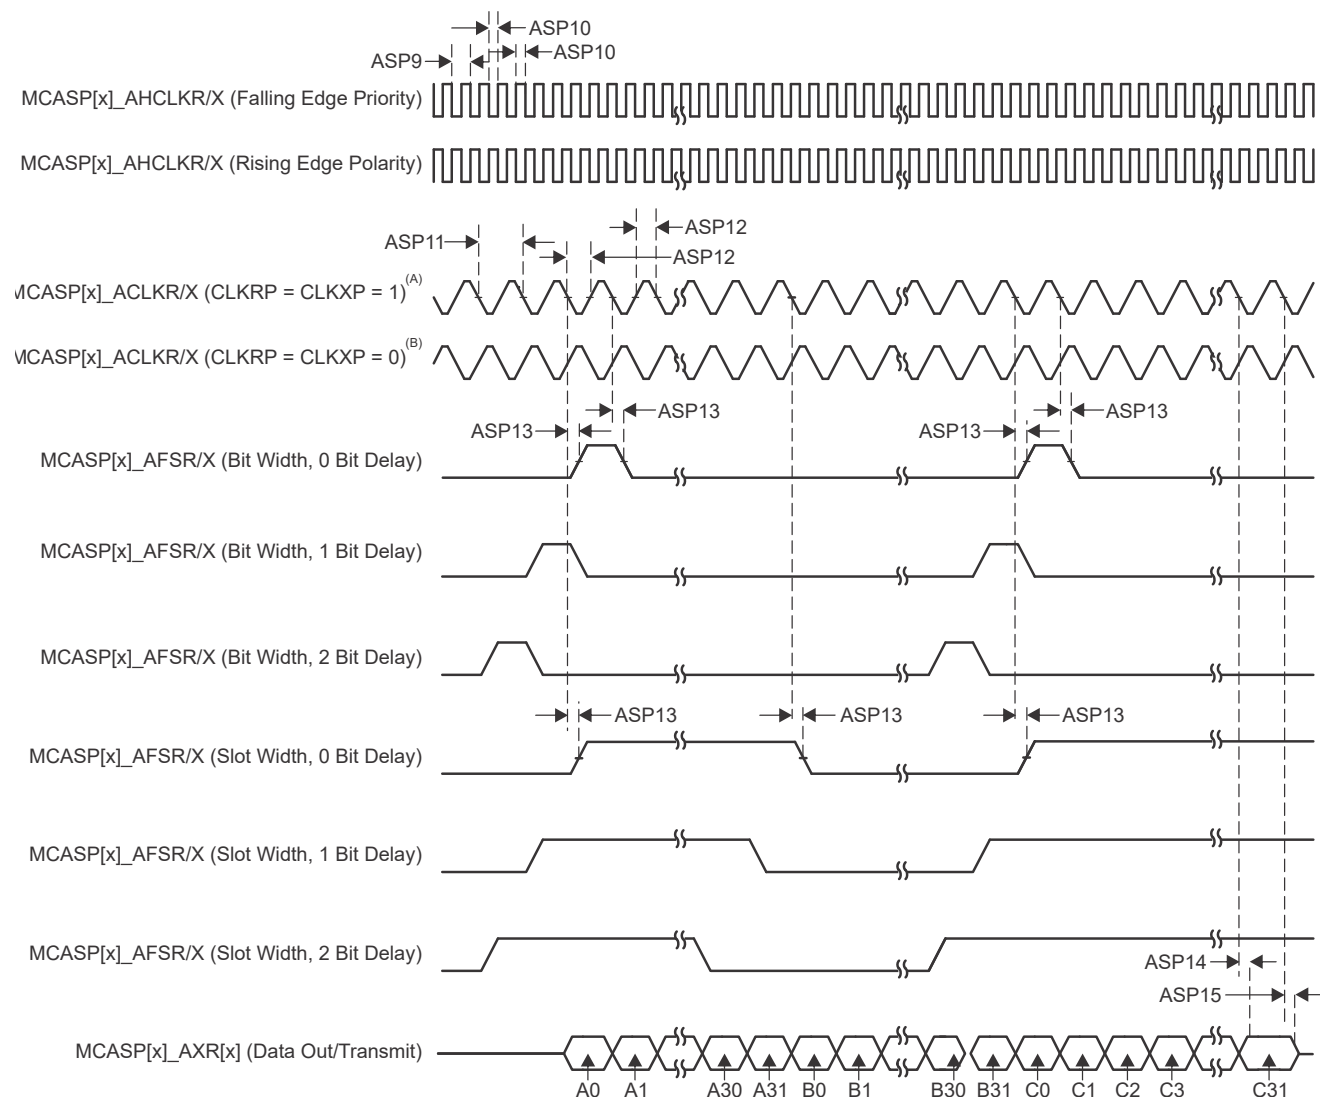 ASP10
ASP10
ASP9
MCASP[x]_AHCLKR/X (Falling Edge Priority)
MCASP[x]_AHCLKR/X (Rising Edge Polarity)
ASP12
ASP11
ASP12
MCASP[x]_ACLKR/X (CLKRP = CLKXP = 1)(A)
MCASP[x]_ACLKR/X (CLKRP = CLKXP = 0)(B)
ASP13 ASP13
ASP13 ASP13
MCASP[x]_AFSR/X (Bit Width, 0 Bit Delay)
MCASP[x]_AFSR/X (Bit Width, 1 Bit Delay)
MCASP[x]_AFSR/X (Bit Width, 2 Bit Delay)
ASP13 ASP13 ASP13
MCASP[x]_AFSR/X (Slot Width, 0 Bit Delay)
MCASP[x]_AFSR/X (Slot Width, 1 Bit Delay)
MCASP[x]_AFSR/X (Slot Width, 2 Bit Delay)
ASP14
ASP15
MCASP[x]_AXR[x] (Data Out/Transmit)
A0 A1 A30 A31 B0 B1 B30 B31 C0 C1 C2 C3 C31